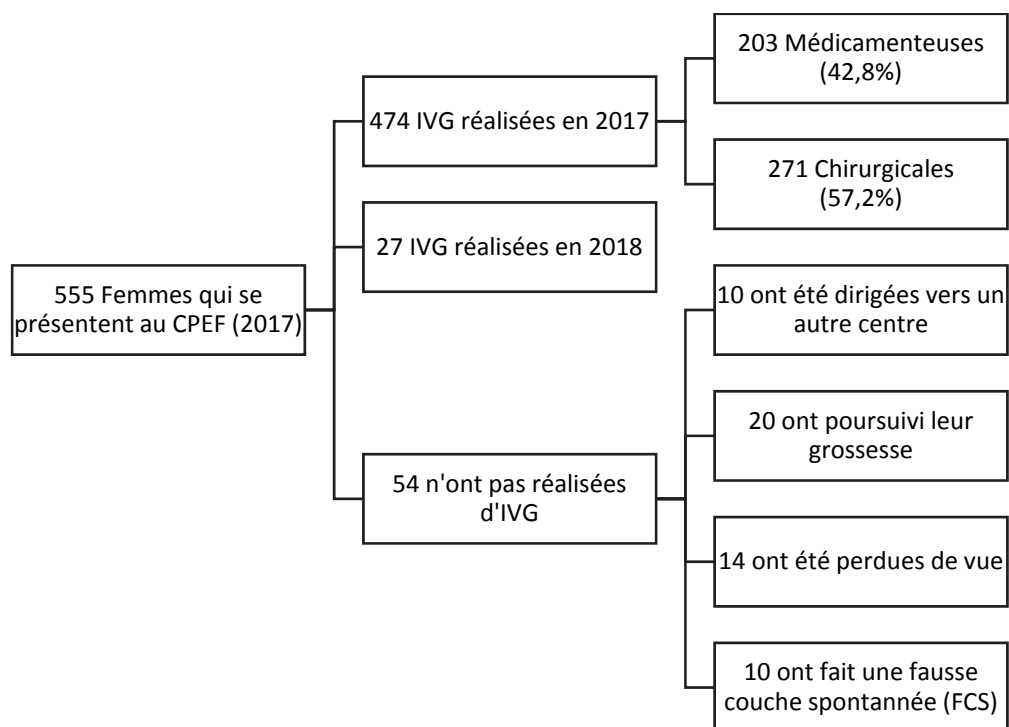 555 Femmes qui se
présentent au CPEF (2017)
474 IVG réalisées en 2017
203 Médicamenteuses
(42,8%)
271 Chirurgicales
(57,2%)
27 IVG réalisées en 2018
54 n'ont pas réalisées
d'IVG
10 ont été dirigées vers un
autre centre
20 ont poursuivi leur
grossesse
14 ont été perdues de vue
10 ont fait une fausse
couche spontannée (FCS)